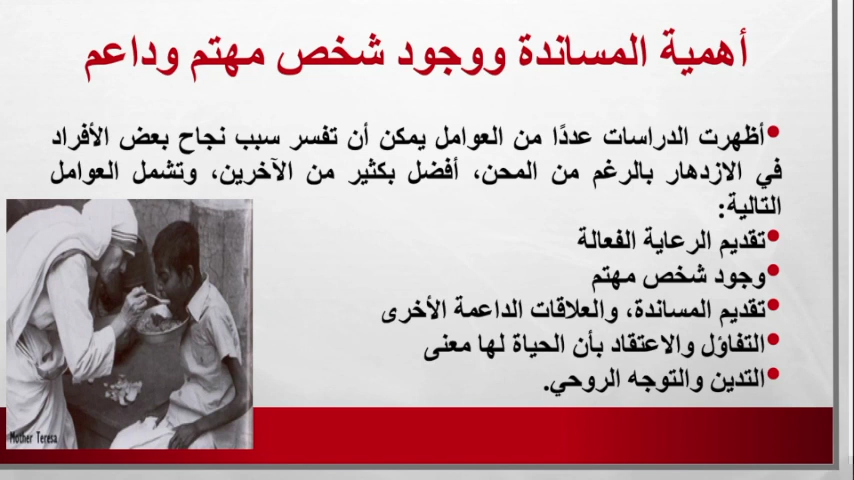 أهمية المساندة ووجود شخص مهتم وداعم
•أظهرت الدراسات عددًا من العوامل يمكن أن تفسر سبب نجاح بعض الأفراد
في الازدهار بالرغم من المحن، أفضل بكثير من الآخرين، وتشمل العوامل
التالية:
•تقديم الرعاية الفعالة
•وجود شخص مهتم
•تقديم المساندة، والعلاقات الداعمة الأخرى
•التفاؤل والاعتقاد بأن الحياة لها معنى
•التدين والتوجه الروحي.
Mother Teresa